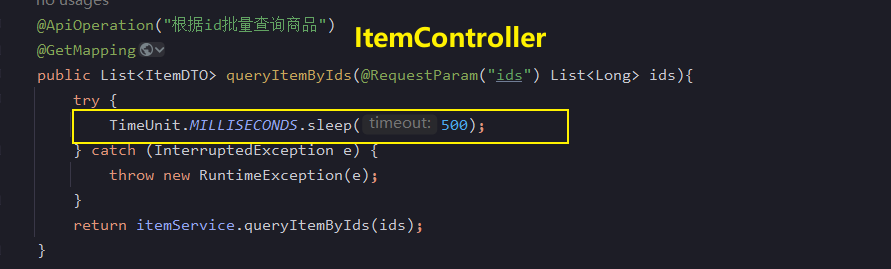 no usages
@ApiOperation("根据id批量查询商品")
ItemController
@GetMapping
public List<ItemDTO> queryItemByIds(@RequestParam("ids") List<Long> ids){
try {
TimeUnit.MILLISECONDS.sleep( timeout: 500);
} catch (InterruptedException e) {
throw new RuntimeException(e);
}
return itemService.queryItemByIds(ids);
}